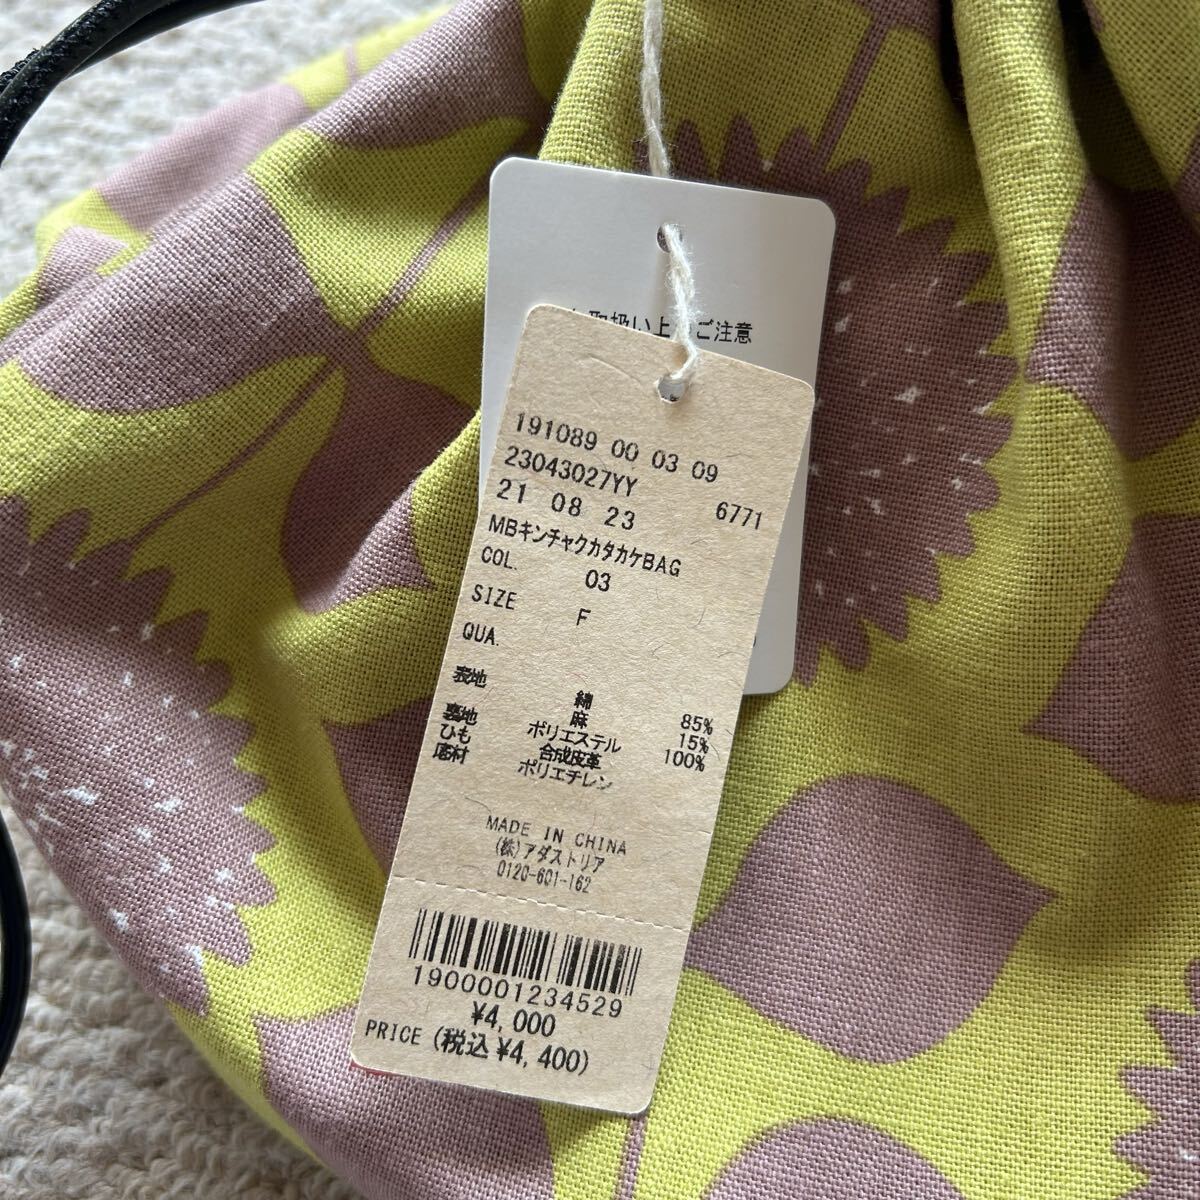 取扱い上のご注意
191089 00 03 09
23043027YY
21 08 23 6771
MBキンチャクカタカケBAG
COL. 03
SIZE F
QUA.
表地 綿 85%
麻 15%
裏地 ポリエステル 100%
ひも 合成皮革
底材 ポリエチレン
MADE IN CHINA
(株)アダストリア
0120-601-162
1900001234529
¥4,000
PRICE (税込¥4,400)